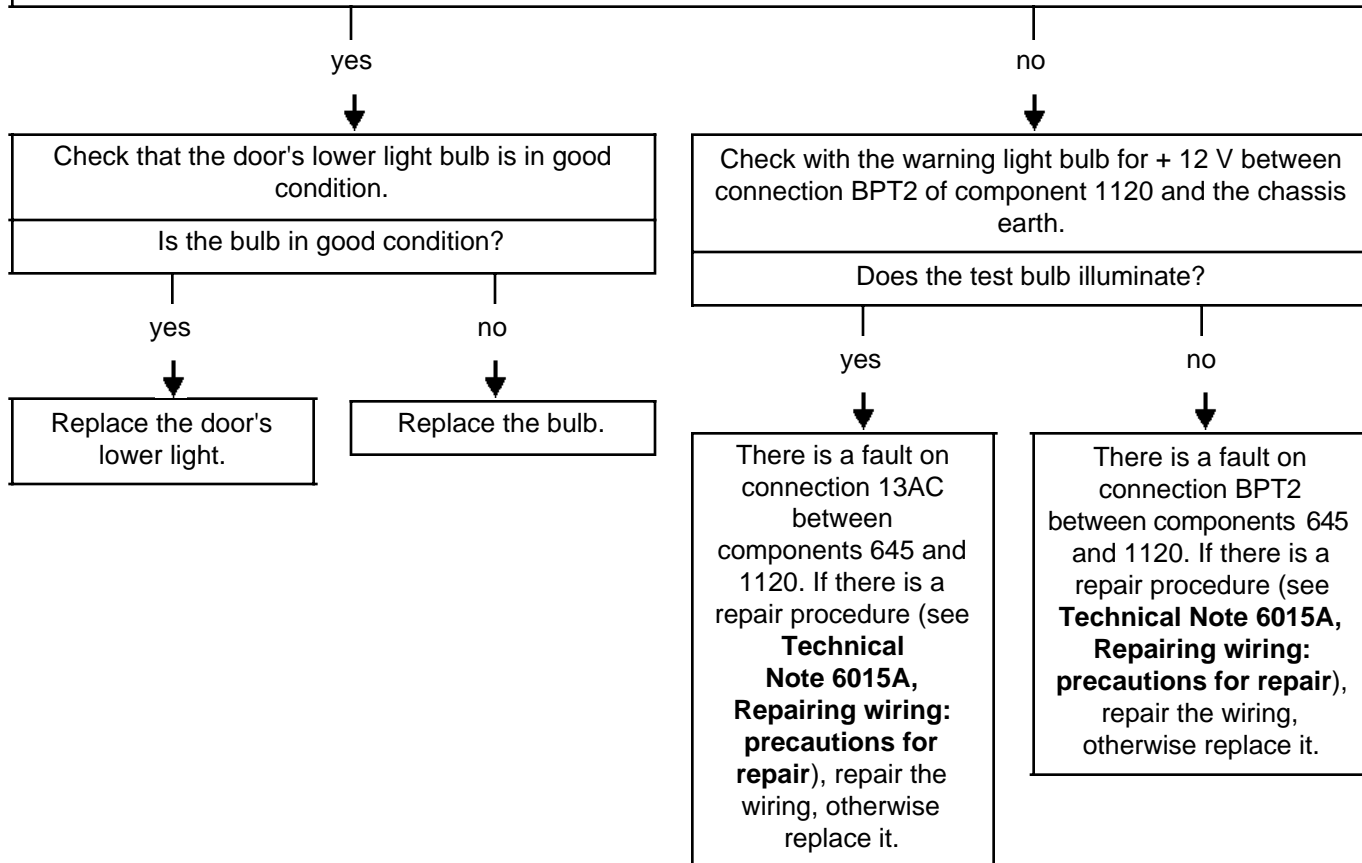 yes
no
Check that the door's lower light bulb is in good
condition.
Is the bulb in good condition?
Check with the warning light bulb for + 12 V between
connection BPT2 of component 1120 and the chassis
earth.
Does the test bulb illuminate?
yes
no
yes
no
Replace the door's
lower light.
Replace the bulb.
There is a fault on
connection 13AC
between
components 645 and
1120. If there is a
repair procedure (see
Technical
Note 6015A,
Repairing wiring:
precautions for
repair), repair the
wiring, otherwise
replace it.
There is a fault on
connection BPT2
between components 645
and 1120. If there is a
repair procedure (see
Technical Note 6015A,
Repairing wiring:
precautions for repair),
repair the wiring,
otherwise replace it.